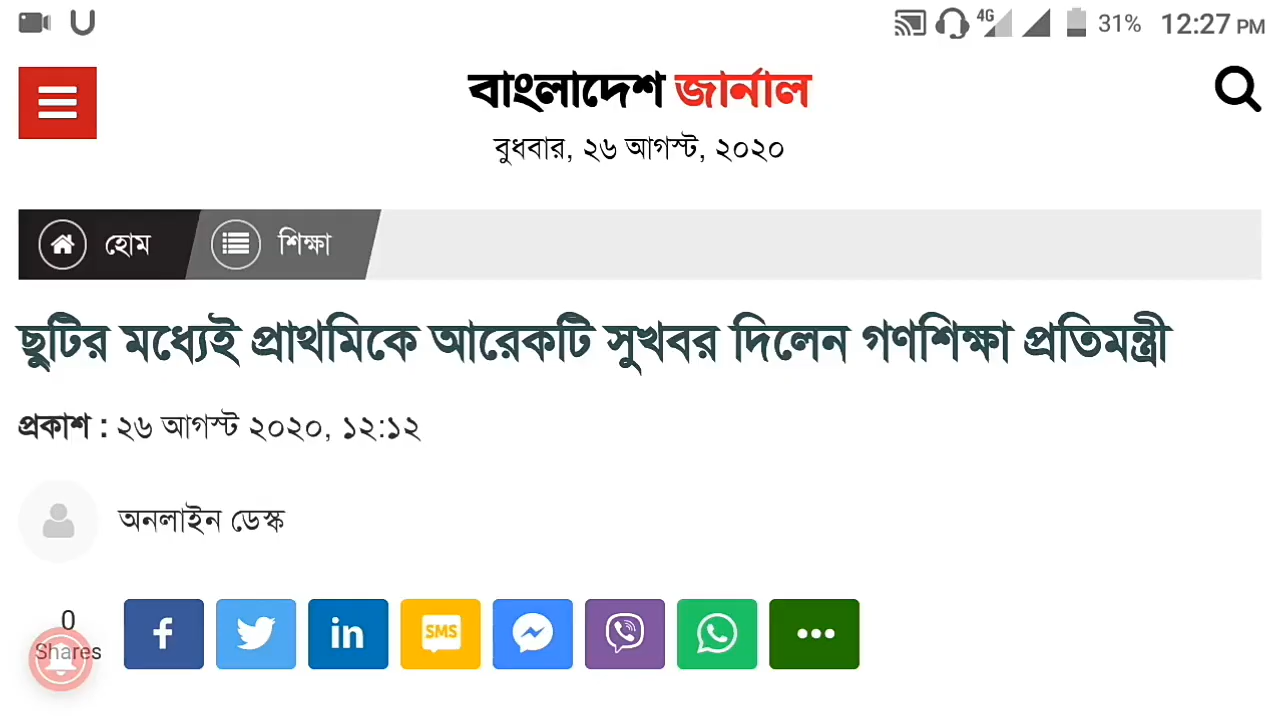 4G 31% 12:27 PM
বাংলাদেশ জার্নাল
বুধবার, ২৬ আগস্ট, ২০২০
হোম শিক্ষা
ছুটির মধ্যেই প্রাথমিকে আরেকটি সুখবর দিলেন গণশিক্ষা প্রতিমন্ত্রী
প্রকাশ : ২৬ আগস্ট ২০২০, ১২:১২
অনলাইন ডেস্ক
0
Shares
SMS